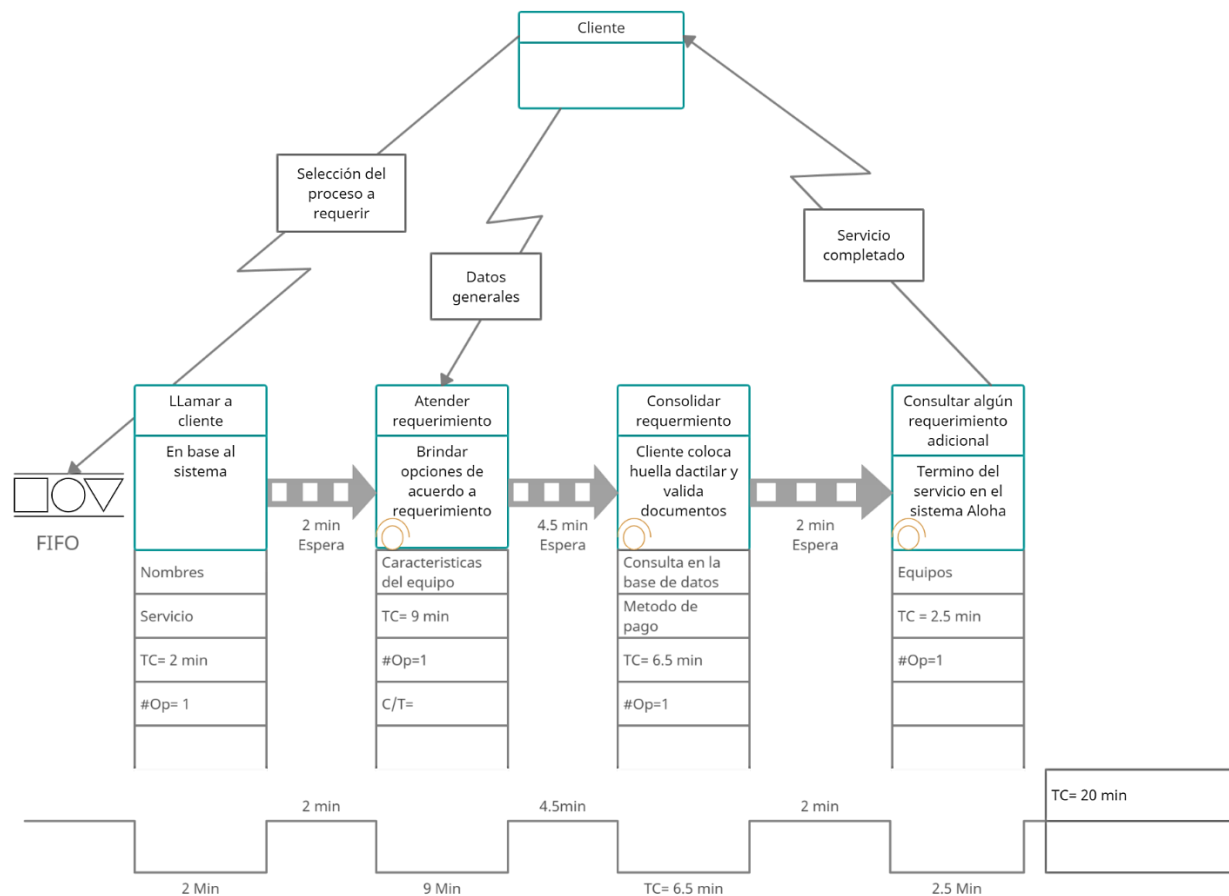 Cliente
Selección del
proceso a
requerir
Datos
generales
Servicio
completado
LLamar a
cliente
En base al
sistema
Atender
requerimiento
Brindar
opciones de
acuerdo a
requerimiento
Consolidar
requermiento
Cliente coloca
huella dactilar y
valida
documentos
Consultar algún
requerimiento
adicional
Termino del
servicio en el
sistema Aloha
FIFO
2 min
Espera
4.5 min
Espera
2 min
Espera
Nombres
Servicio
TC= 2 min
#Op= 1
Caracteristicas
del equipo
TC= 9 min
#Op=1
C/T=
Consulta en la
base de datos
Metodo de
pago
TC= 6.5 min
#Op=1
Equipos
TC = 2.5 min
#Op=1
2 min
4.5min
2 min
TC= 20 min
2 Min
9 Min
TC= 6.5 min
2.5 Min